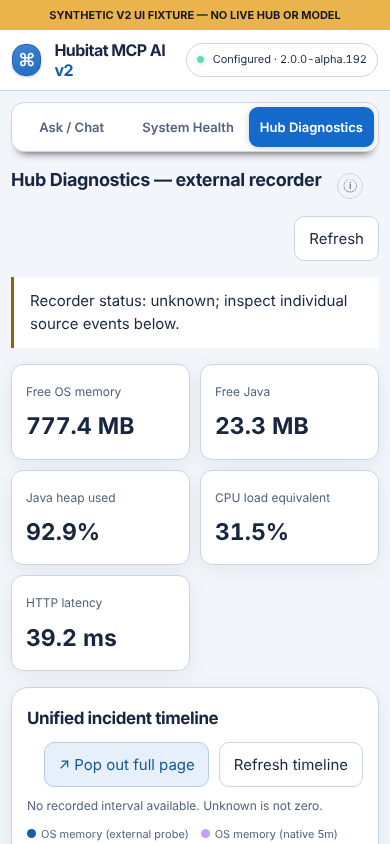 SYNTHETIC V2 UI FIXTURE — NO LIVE HUB OR MODEL
Hubitat MCP AI
v2
Configured · 2.0.0-alpha.192
Ask / Chat
System Health
Hub Diagnostics
Hub Diagnostics — external recorder
ⓘ
Refresh
Recorder status: unknown; inspect individual
source events below.
Free OS memory
777.4 MB
Free Java
23.3 MB
Java heap used
92.9%
CPU load equivalent
31.5%
HTTP latency
39.2 ms
Unified incident timeline
↗ Pop out full page
Refresh timeline
No recorded interval available. Unknown is not zero.
OS memory (external probe)
OS memory (native 5m)